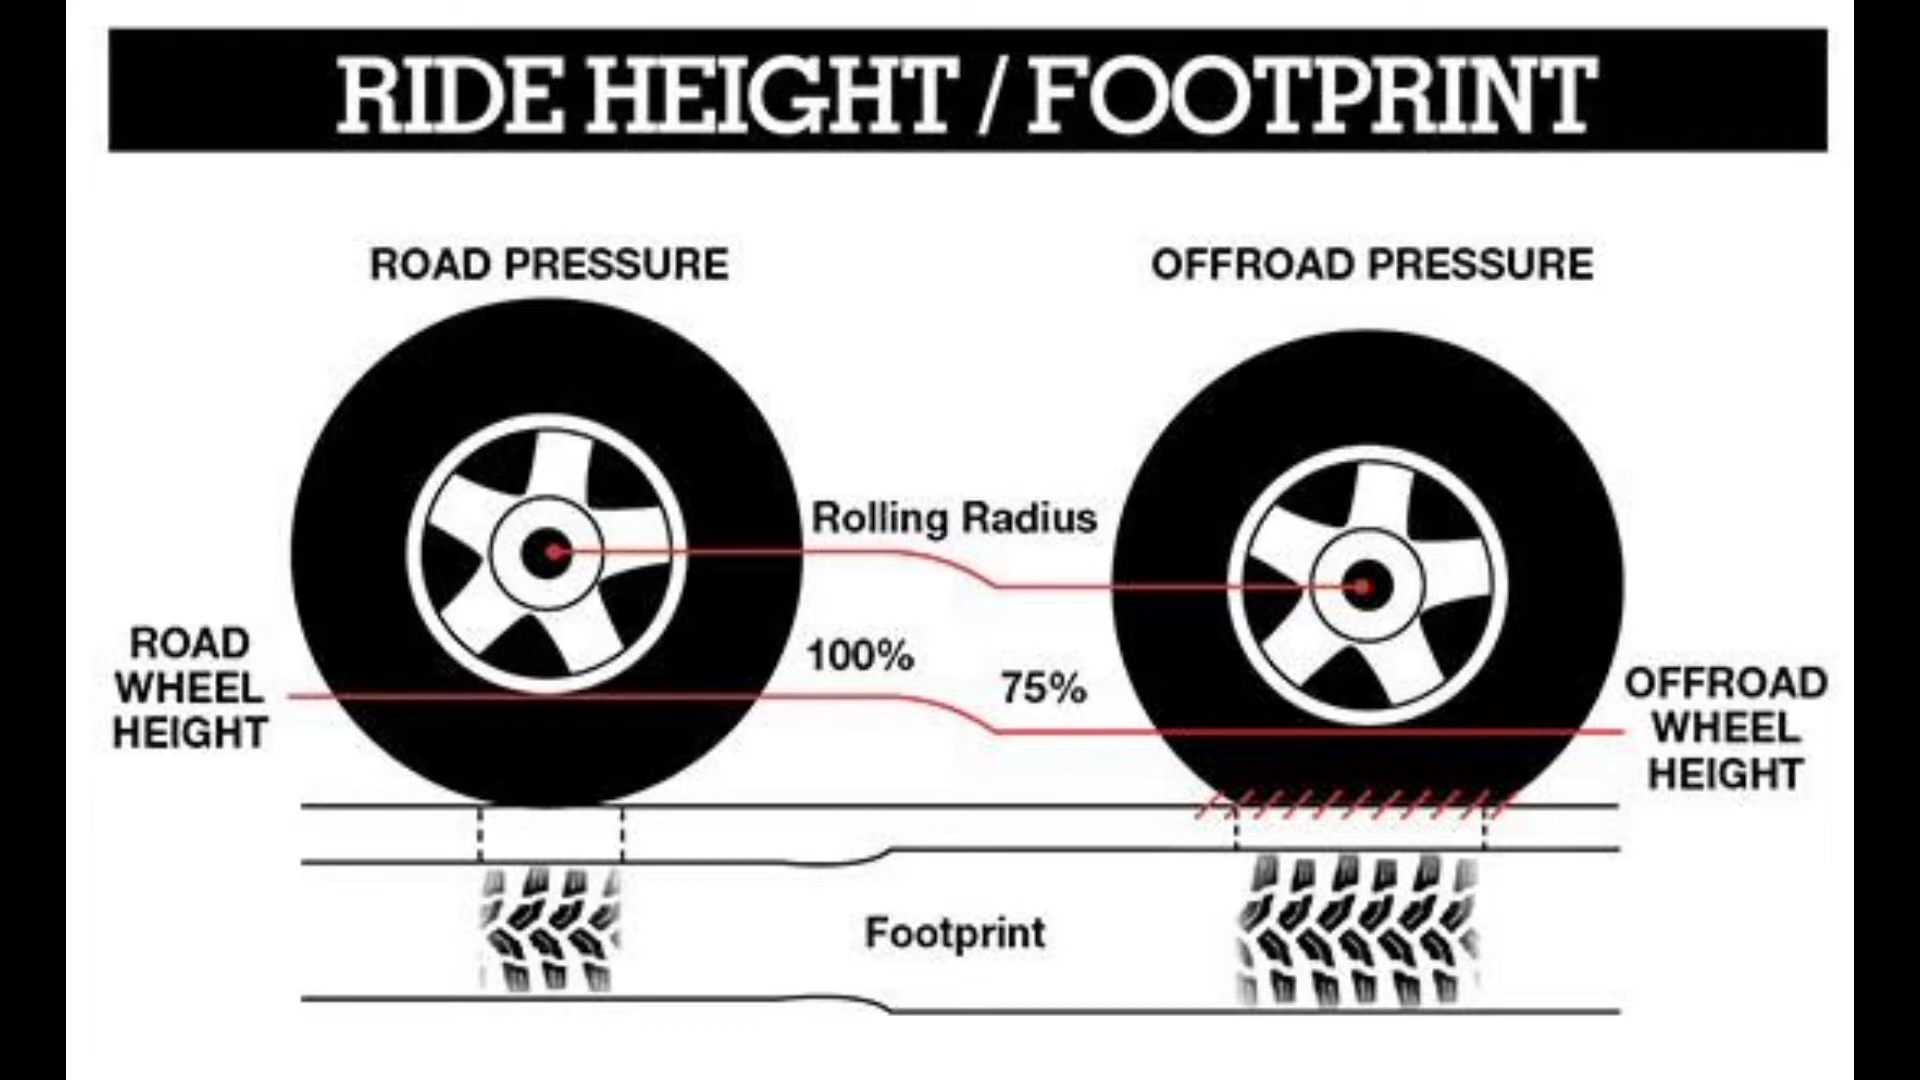 RIDE HEIGHT / FOOTPRINT
ROAD PRESSURE
OFFROAD PRESSURE
Rolling Radius
ROAD
WHEEL
HEIGHT
100%
75%
OFFROAD
WHEEL
HEIGHT
Footprint